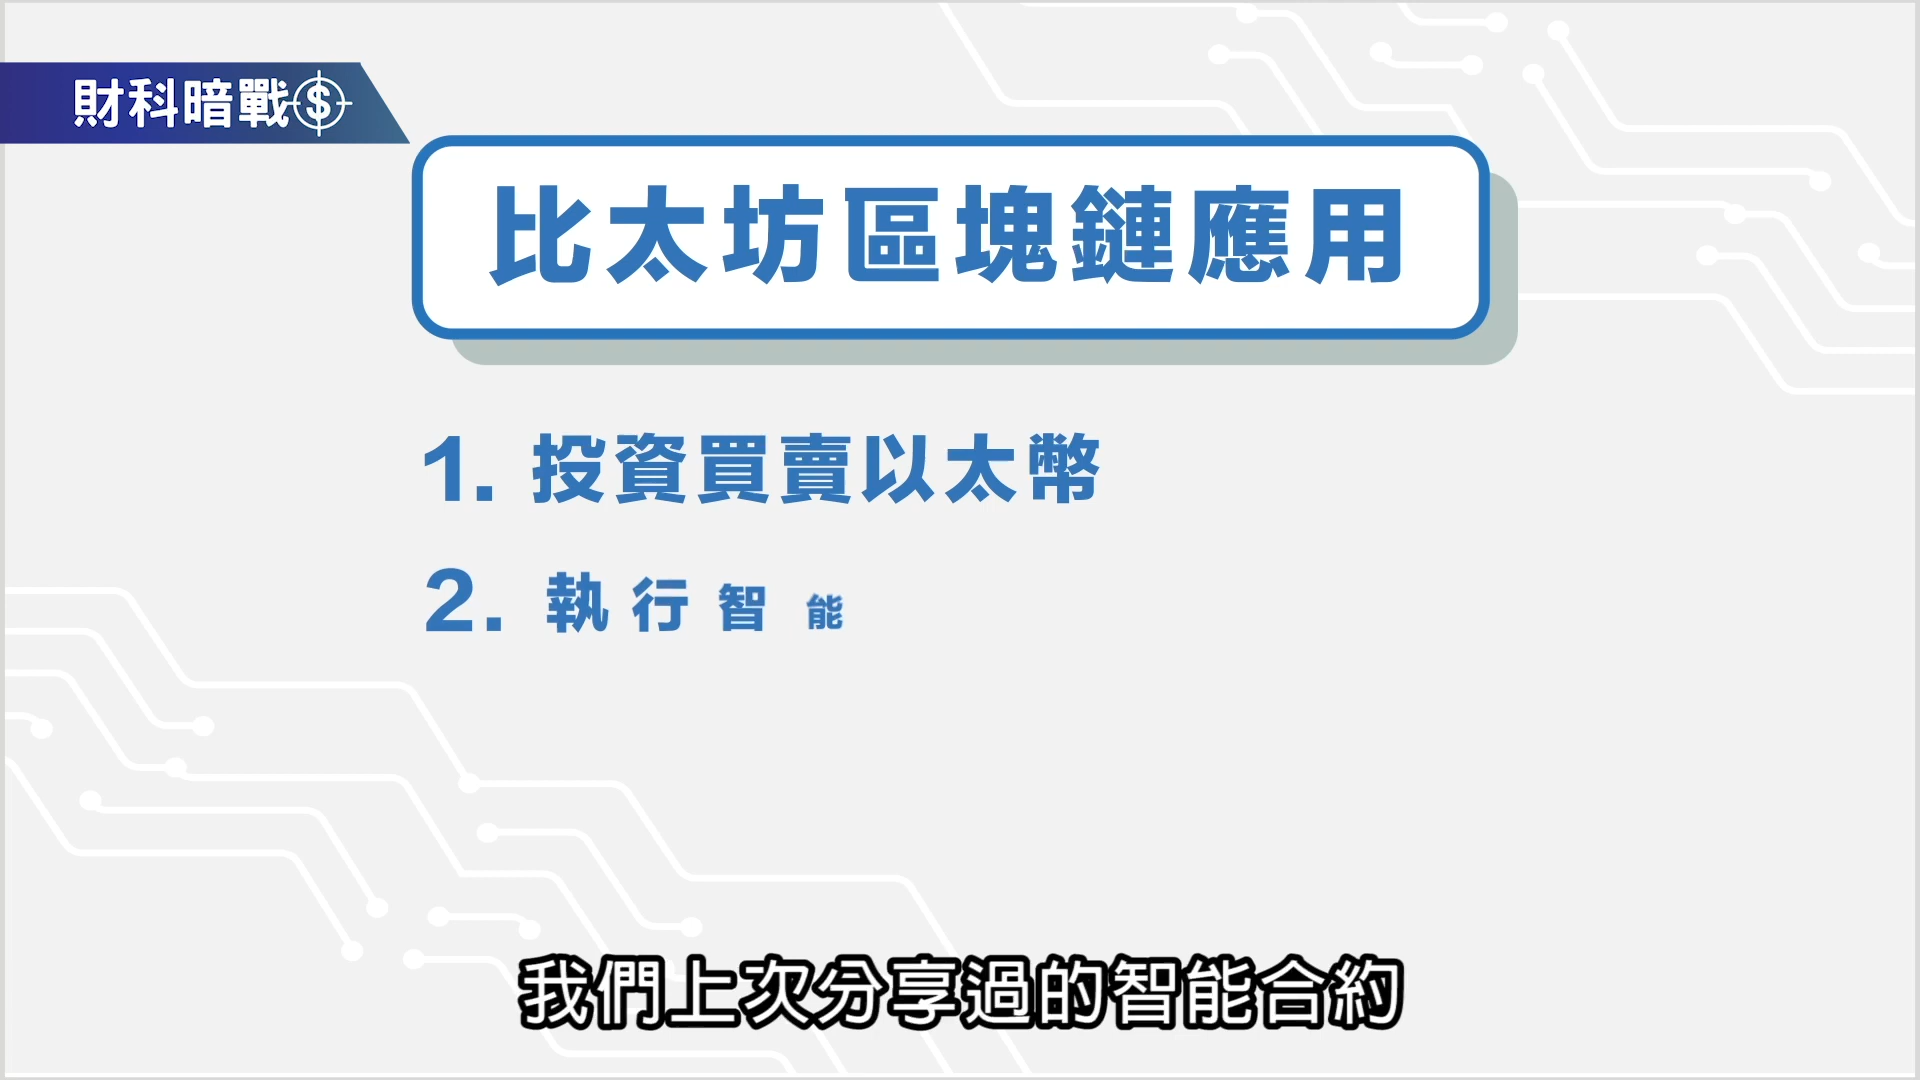 財科暗戰
比太坊區塊鏈應用
1. 投資買賣以太幣
2. 執行智能
我們上次分享過的智能合約